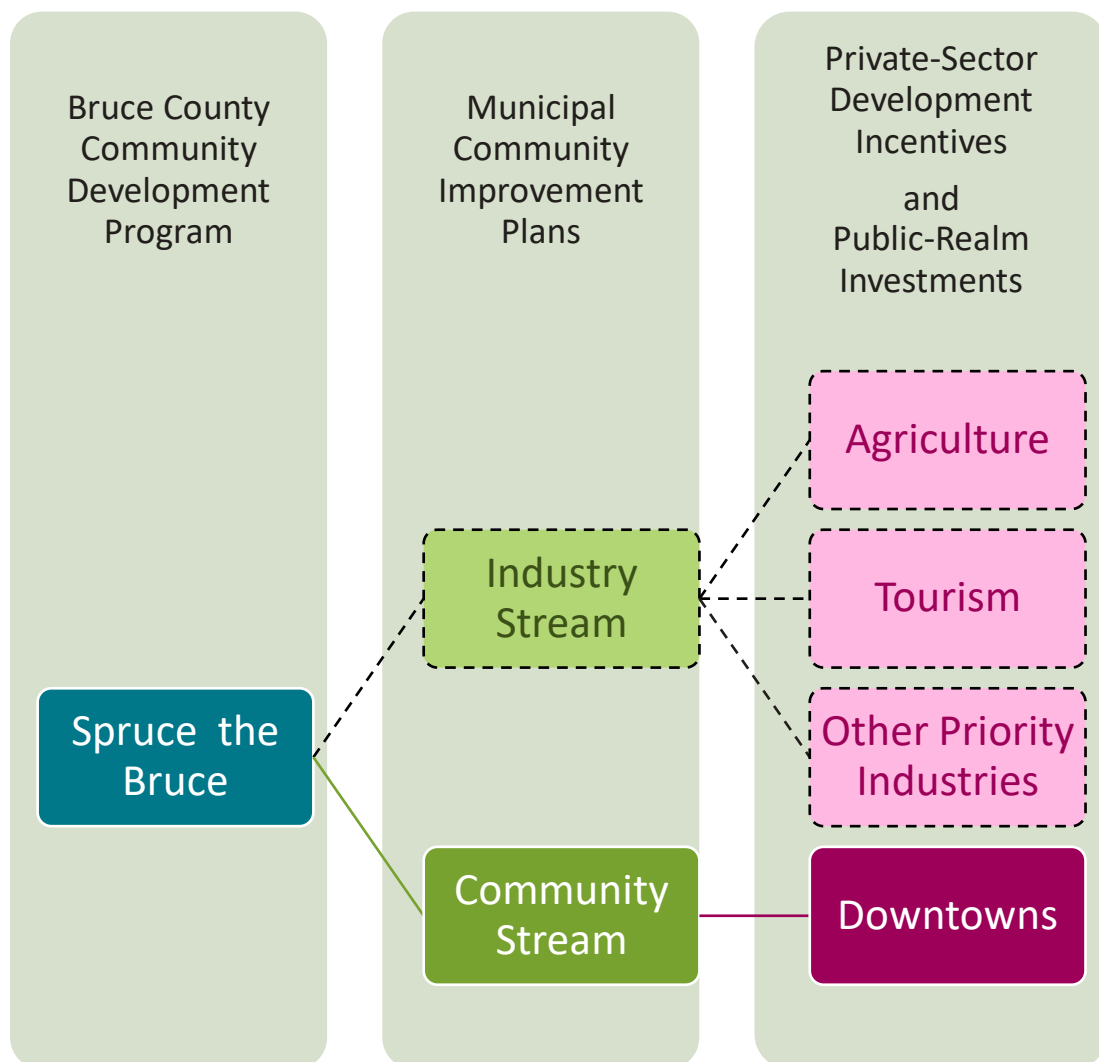 Bruce County
Community
Development
Program
Municipal
Community
Improvement
Plans
Private-Sector
Development
Incentives
and
Public-Realm
Investments
Spruce the
Bruce
Industry
Stream
Community
Stream
Agriculture
Tourism
Other Priority
Industries
Downtowns